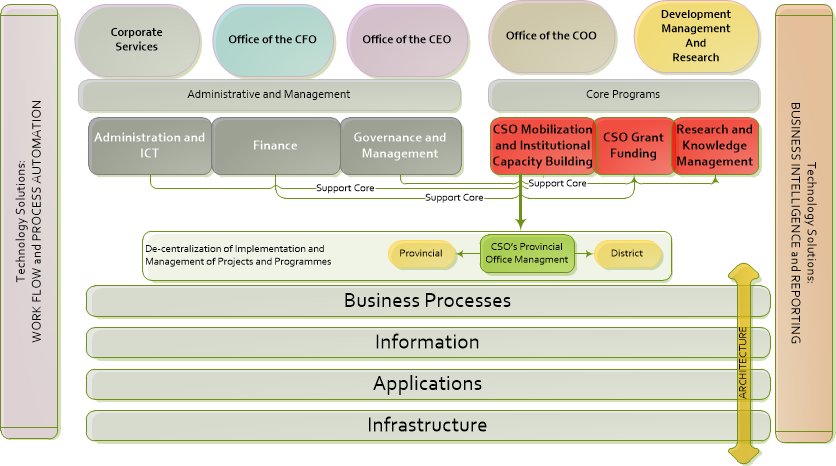 Corporate
Services
Office of the CFO
Office of the CEO
Office of the COO
Development
Management
And
Research
Administrative and Management
Core Programs
Administration and
ICT
Finance
Governance and
Management
CSO Mobilization
and Institutional
Capacity Building
CSO Grant
Funding
Research and
Knowledge
Management
Support Core
Support Core
Support Core
De-centralization of Implementation and
Management of Projects and Programmes
Provincial
CSO's Provincial
Office Managment
District
Business Processes
Information
Applications
Infrastructure
ARCHITECTURE
Technology Solutions:
WORK FLOW and PROCESS AUTOMATION
Technology Solutions:
BUSINESS INTELLIGENCE and REPORTING